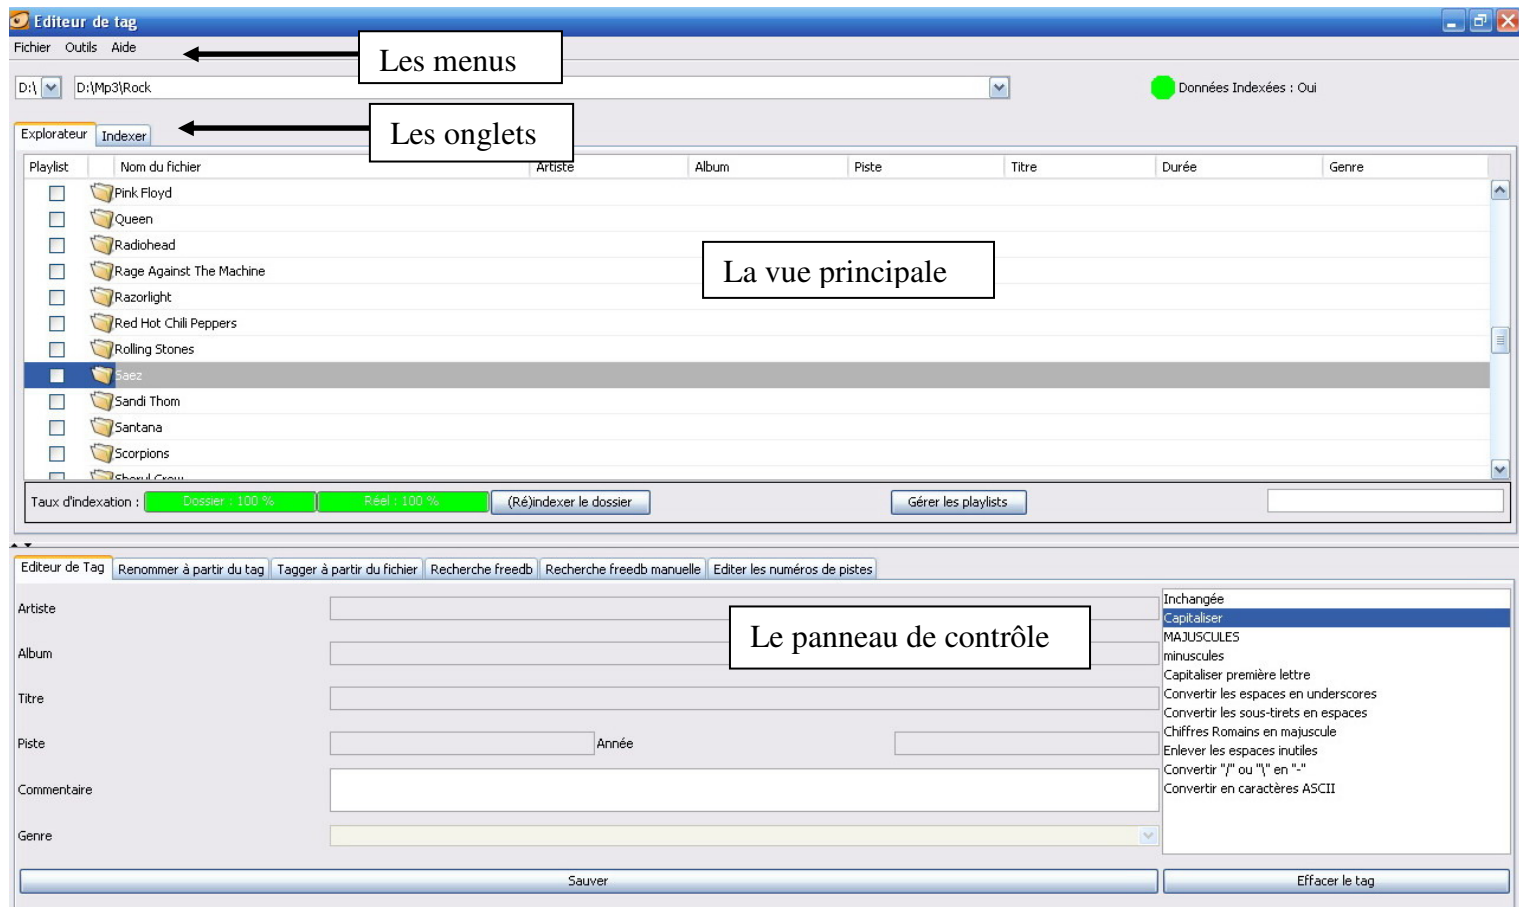 Editeur de tag
Fichier Outils Aide
Les menus
D:\ D:\Mp3\Rock Données Indexées : Oui
Les onglets
Explorateur Indexer
Playlist Nom du fichier Artiste Album Piste Titre Durée Genre
Pink Floyd
Queen
Radiohead
Rage Against The Machine
La vue principale
Razorlight
Red Hot Chili Peppers
Rolling Stones
Saez
Sandi Thom
Santana
Scorpions
Sheryl Crow
Taux d'indexation : Dossier : 100 % Réel : 100 % (Ré)indexer le dossier Gérer les playlists
Editeur de Tag Renommer à partir du tag Tagger à partir du fichier Recherche freedb Recherche freedb manuelle Editer les numéros de pistes
Artiste
Album
Titre
Piste Année
Commentaire
Genre
Le panneau de contrôle
Inchangée
Capitaliser
MAJUSCULES
minuscules
Capitaliser première lettre
Convertir les espaces en underscores
Convertir les sous-tirets en espaces
Chiffres Romains en majuscule
Enlever les espaces inutiles
Convertir "/" ou "\" en "-"
Convertir en caractères ASCII
Sauver Effacer le tag